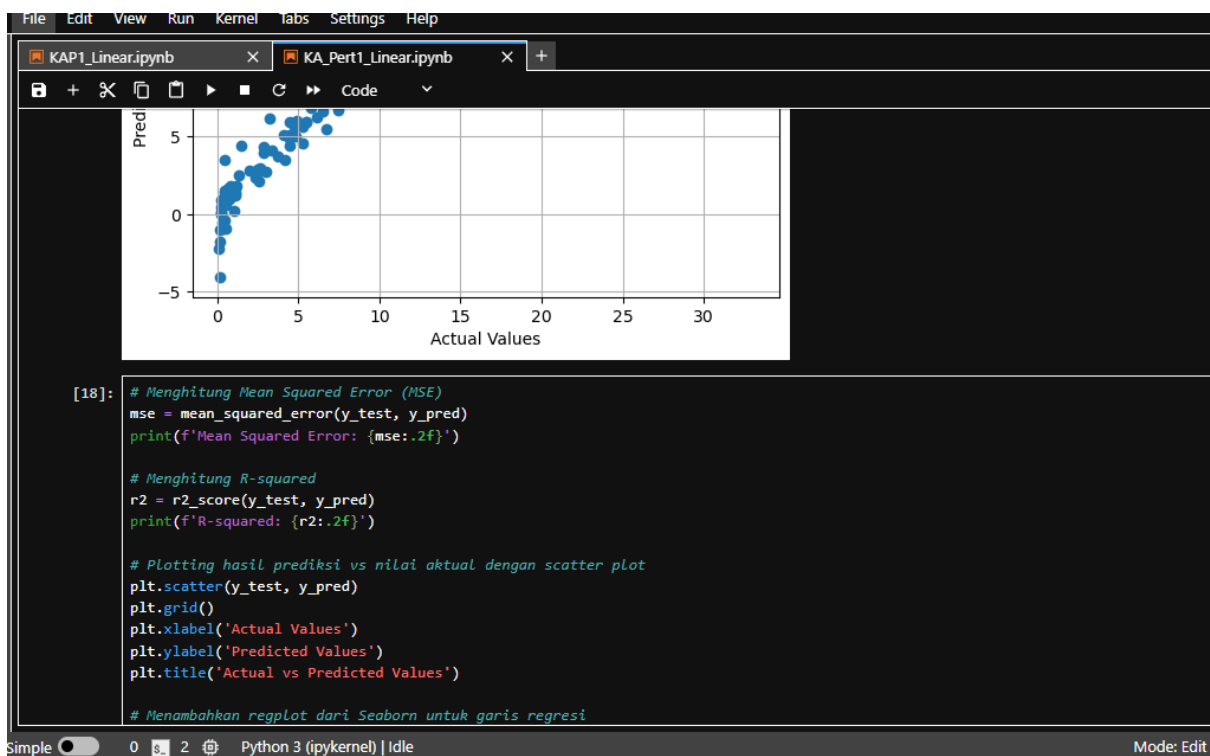 File Edit View Run Kernel Tabs Settings Help
KAP1_Linear.ipynb × KA_Pert1_Linear.ipynb × +
Code
5
0
−5
0 5 10 15 20 25 30
Actual Values
[18]:
# Menghitung Mean Squared Error (MSE)
mse = mean_squared_error(y_test, y_pred)
print(f'Mean Squared Error: {mse:.2f}')
# Menghitung R-squared
r2 = r2_score(y_test, y_pred)
print(f'R-squared: {r2:.2f}')
# Plotting hasil prediksi vs nilai aktual dengan scatter plot
plt.scatter(y_test, y_pred)
plt.grid()
plt.xlabel('Actual Values')
plt.ylabel('Predicted Values')
plt.title('Actual vs Predicted Values')
# Menambahkan regplot dari Seaborn untuk garis regresi
Simple 0 $_ 2 Python 3 (ipykernel) | Idle Mode: Edit